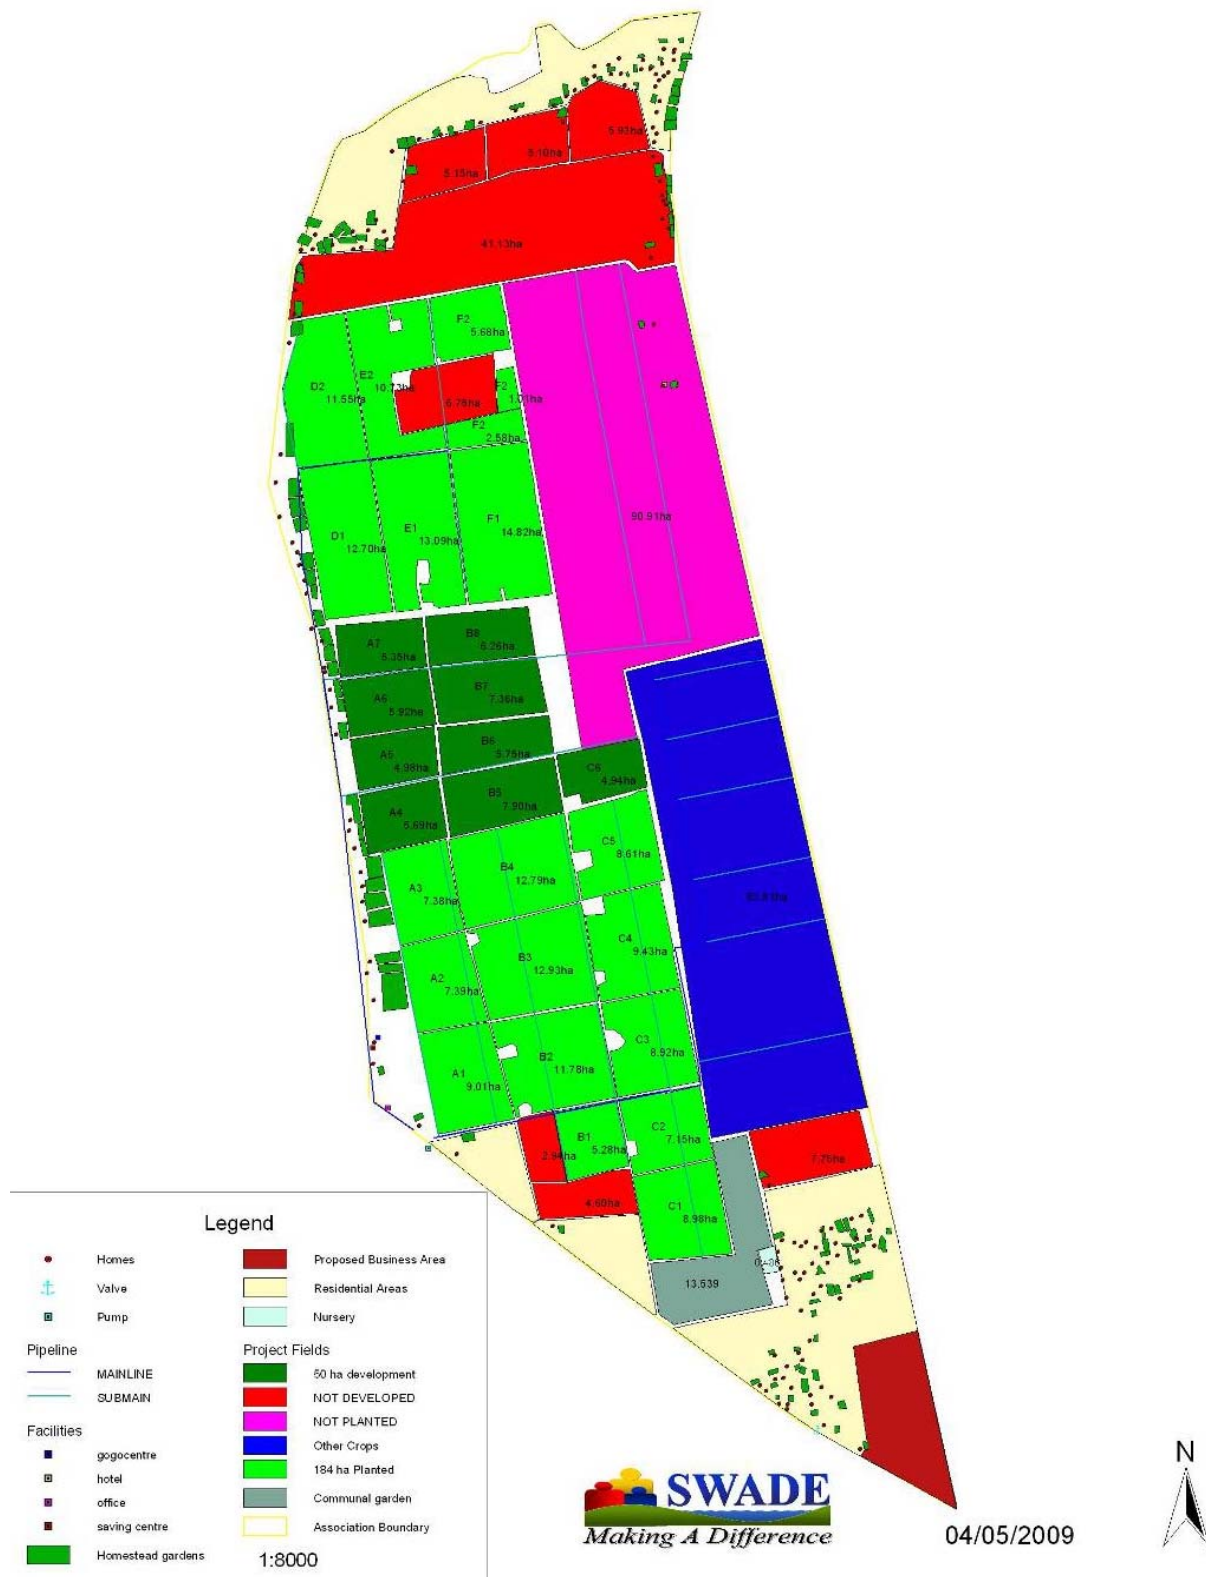 5.93ha
5.10ha
5.15ha
41.13ha
F2
5.68ha
E2
10.73ha
D2
11.55ha
6.78ha
F2
1.01ha
F2
2.58ha
90.91ha
F1
14.82ha
E1
13.09ha
D1
12.70ha
B8
6.26ha
A7
5.35ha
B7
7.36ha
A6
5.92ha
B6
5.75ha
A5
4.98ha
C6
4.94ha
B5
7.90ha
A4
5.69ha
C5
8.61ha
B4
12.79ha
A3
7.38ha
C4
9.43ha
B3
12.93ha
A2
7.39ha
C3
8.92ha
B2
11.78ha
A1
9.01ha
C2
7.15ha
B1
5.28ha
2.94ha
7.75ha
4.60ha
C1
8.98ha
13.539
Legend
Homes
Valve
Pump
Pipeline
MAINLINE
SUBMAIN
Facilities
gogocentre
hotel
office
saving centre
Homestead gardens
Proposed Business Area
Residential Areas
Nursery
Project Fields
50 ha development
NOT DEVELOPED
NOT PLANTED
Other Crops
184 ha Planted
Communal garden
Association Boundary
1:8000
SWADE
Making A Difference
04/05/2009
N